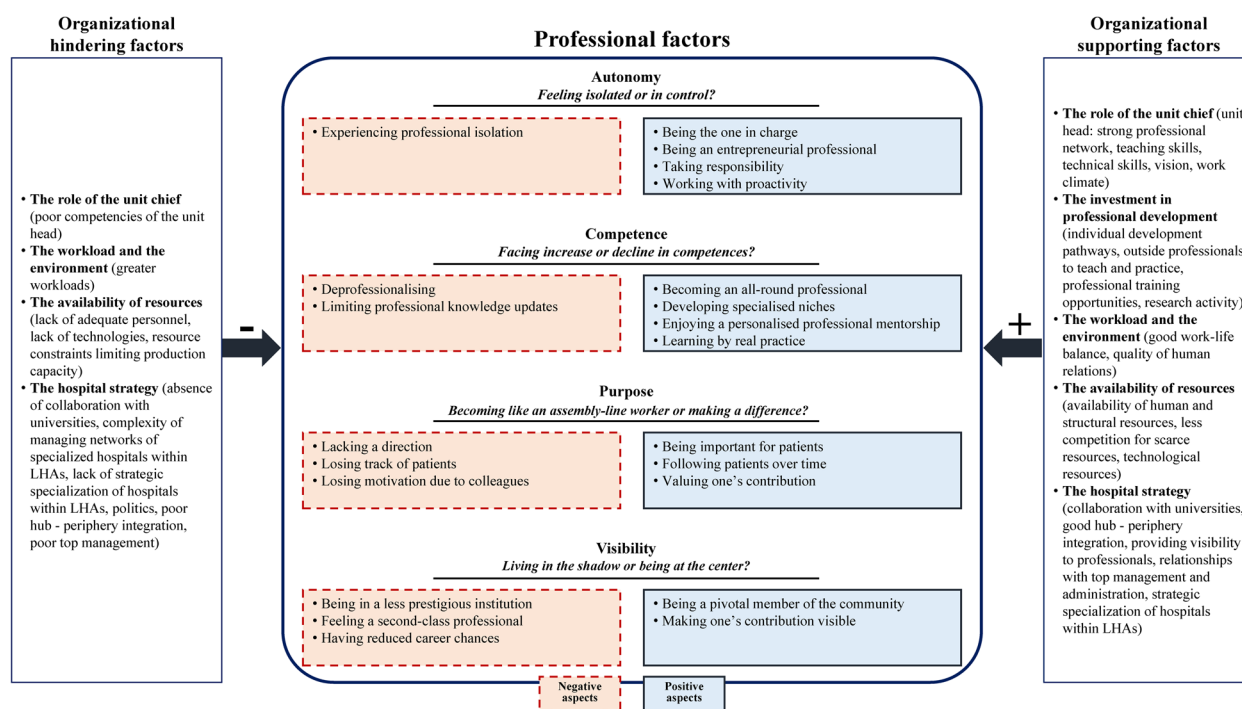 Organizational
hindering factors
• The role of the unit chief
(poor competencies of the unit
head)
• The workload and the
environment (greater
workloads)
• The availability of resources
(lack of adequate personnel,
lack of technologies, resource
constraints limiting production
capacity)
• The hospital strategy (absence
of collaboration with
universities, complexity of
managing networks of
specialized hospitals within
LHAs, lack of strategic
specialization of hospitals
within LHAs, politics, poor
hub - periphery integration,
poor top management)
-
Professional factors
Autonomy
Feeling isolated or in control?
• Experiencing professional isolation
• Being the one in charge
• Being an entrepreneurial professional
• Taking responsibility
• Working with proactivity
Competence
Facing increase or decline in competences?
• Deprofessionalising
• Limiting professional knowledge updates
• Becoming an all-round professional
• Developing specialised niches
• Enjoying a personalised professional mentorship
• Learning by real practice
Purpose
Becoming like an assembly-line worker or making a difference?
• Lacking a direction
• Losing track of patients
• Losing motivation due to colleagues
• Being important for patients
• Following patients over time
• Valuing one's contribution
Visibility
Living in the shadow or being at the center?
• Being in a less prestigious institution
• Feeling a second-class professional
• Having reduced career chances
• Being a pivotal member of the community
• Making one's contribution visible
Negative
aspects
Positive
aspects
+
Organizational
supporting factors
• The role of the unit chief (unit
head: strong professional
network, teaching skills,
technical skills, vision, work
climate)
• The investment in
professional development
(individual development
pathways, outside professionals
to teach and practice,
professional training
opportunities, research activity)
• The workload and the
environment (good work-life
balance, quality of human
relations)
• The availability of resources
(availability of human and
structural resources, less
competition for scarce
resources, technological
resources)
• The hospital strategy
(collaboration with universities,
good hub - periphery
integration, providing visibility
to professionals, relationships
with top management and
administration, strategic
specialization of hospitals
within LHAs)